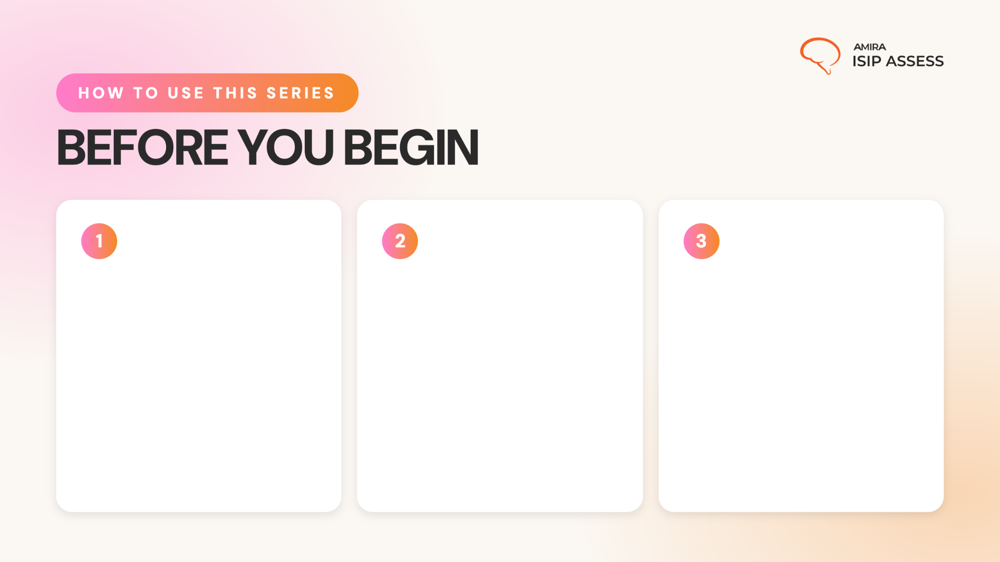 AMIRA
ISIP ASSESS
HOW TO USE THIS SERIES
BEFORE YOU BEGIN
1
2
3